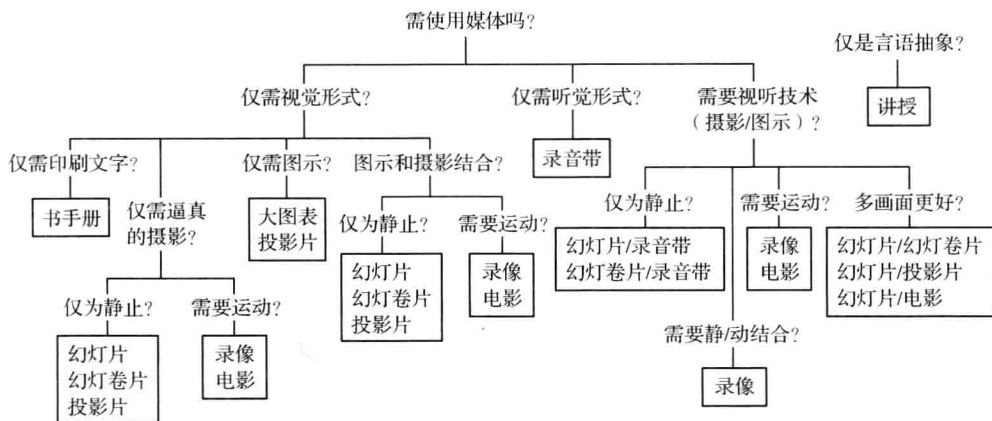 需使用媒体吗?
仅是言语抽象?
讲授
仅需视觉形式?
仅需听觉形式?
录音带
需要视听技术
(摄影/图示)?
仅需印刷文字?
书手册
仅需逼真
的摄影?
仅需图示?
大图表
投影片
图示和摄影结合?
仅为静止?
幻灯片
幻灯卷片
投影片
需要运动?
录像
电影
仅为静止?
幻灯片
幻灯卷片
投影片
需要运动?
录像
电影
仅为静止?
幻灯片/录音带
幻灯卷片/录音带
需要静/动结合?
录像
需要运动?
录像
电影
多画面更好?
幻灯片/幻灯卷片
幻灯片/投影片
幻灯片/电影